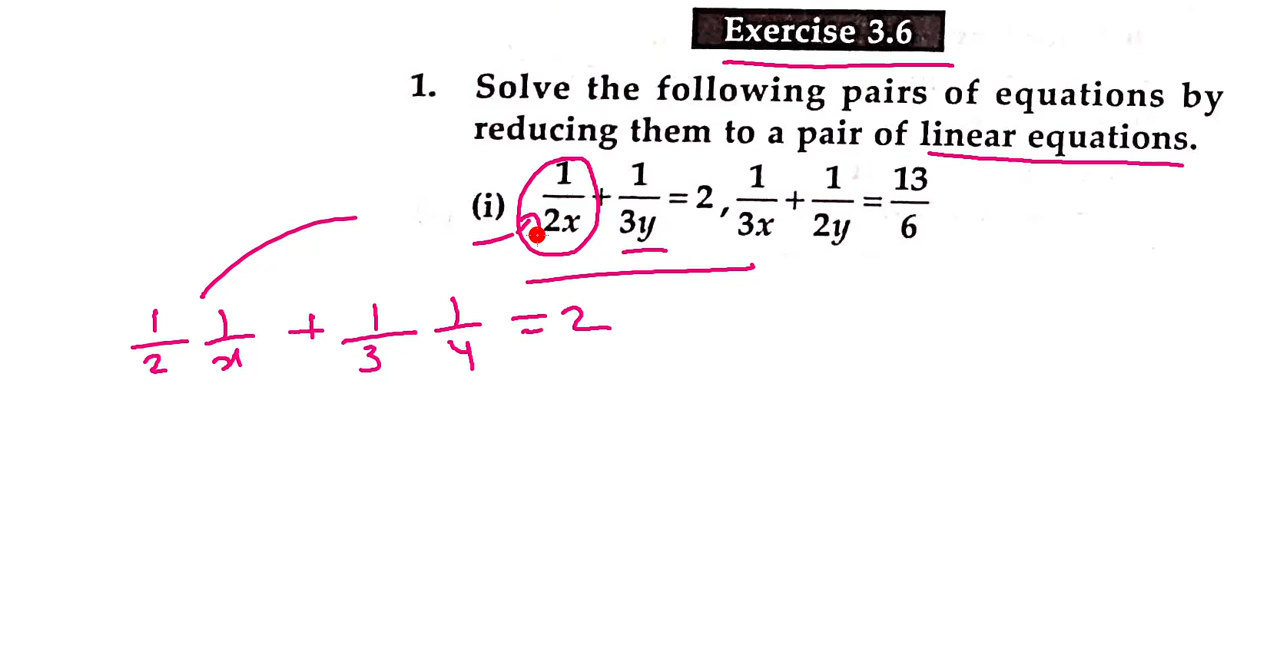 Exercise 3.6
1. Solve the following pairs of equations by
reducing them to a pair of linear equations.
(i) 1/2x + 1/3y = 2, 1/3x + 1/2y = 13/6
1/2 1/x + 1/3 1/y = 2